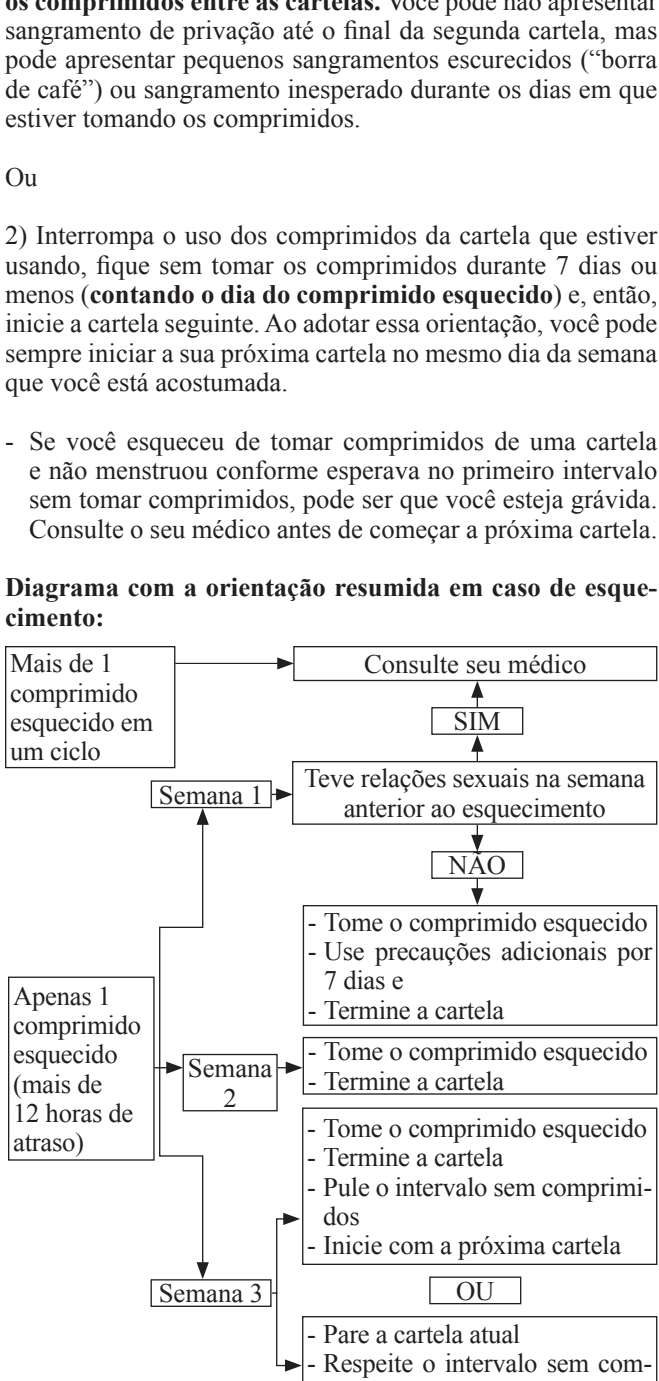 os comprimidos entre as cartelas. Você pode não apresentar
sangramento de privação até o final da segunda cartela, mas
pode apresentar pequenos sangramentos escurecidos (“borra
de café”) ou sangramento inesperado durante os dias em que
estiver tomando os comprimidos.
Ou
2) Interrompa o uso dos comprimidos da cartela que estiver
usando, fique sem tomar os comprimidos durante 7 dias ou
menos (contando o dia do comprimido esquecido) e, então,
inicie a cartela seguinte. Ao adotar essa orientação, você pode
sempre iniciar a sua próxima cartela no mesmo dia da semana
que você está acostumada.
- Se você esqueceu de tomar comprimidos de uma cartela
e não menstruou conforme esperava no primeiro intervalo
sem tomar comprimidos, pode ser que você esteja grávida.
Consulte o seu médico antes de começar a próxima cartela.
Diagrama com a orientação resumida em caso de esque-
cimento:
Mais de 1
comprimido
esquecido em
um ciclo
Consulte seu médico
SIM
Semana 1
Teve relações sexuais na semana
anterior ao esquecimento
NÃO
- Tome o comprimido esquecido
- Use precauções adicionais por
7 dias e
- Termine a cartela
Apenas 1
comprimido
esquecido
(mais de
12 horas de
atraso)
Semana
2
- Tome o comprimido esquecido
- Termine a cartela
- Tome o comprimido esquecido
- Termine a cartela
- Pule o intervalo sem comprimi-
dos
- Inicie com a próxima cartela
Semana 3
OU
- Pare a cartela atual
- Respeite o intervalo sem com-